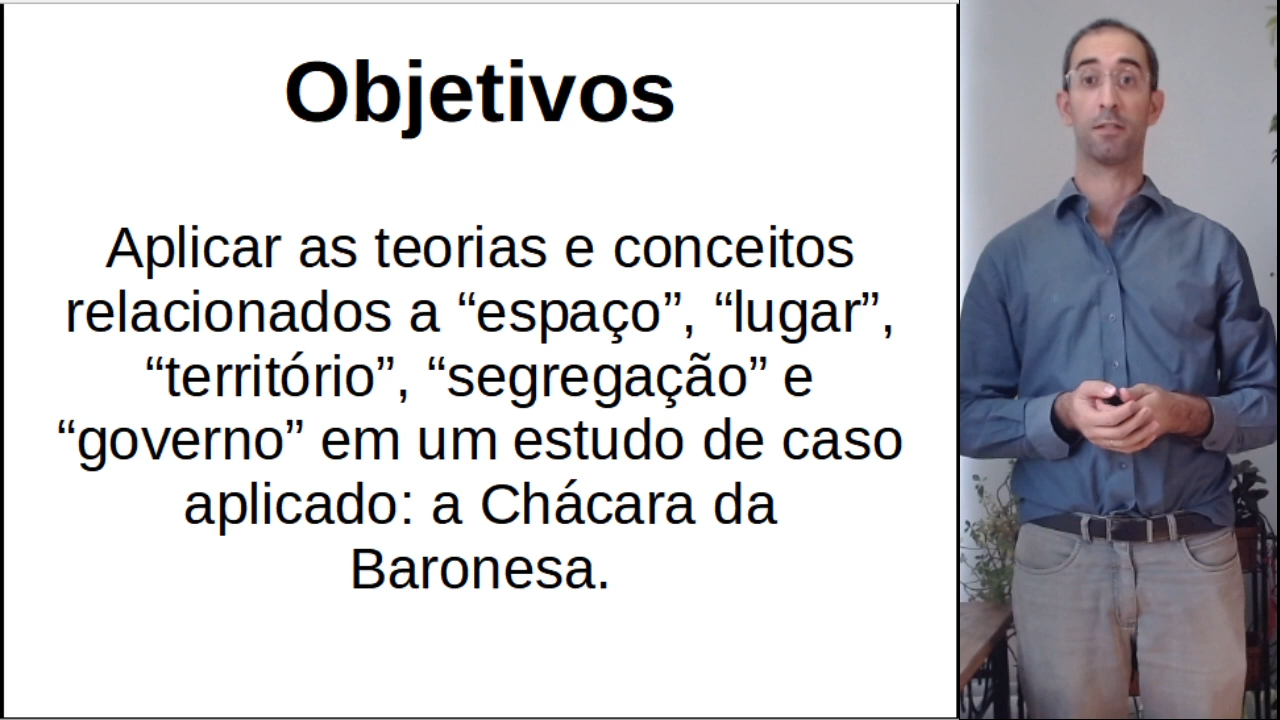 Objetivos
Aplicar as teorias e conceitos
relacionados a “espaço”, “lugar”,
“território”, “segregação” e
“governo” em um estudo de caso
aplicado: a Chácara da
Baronesa.